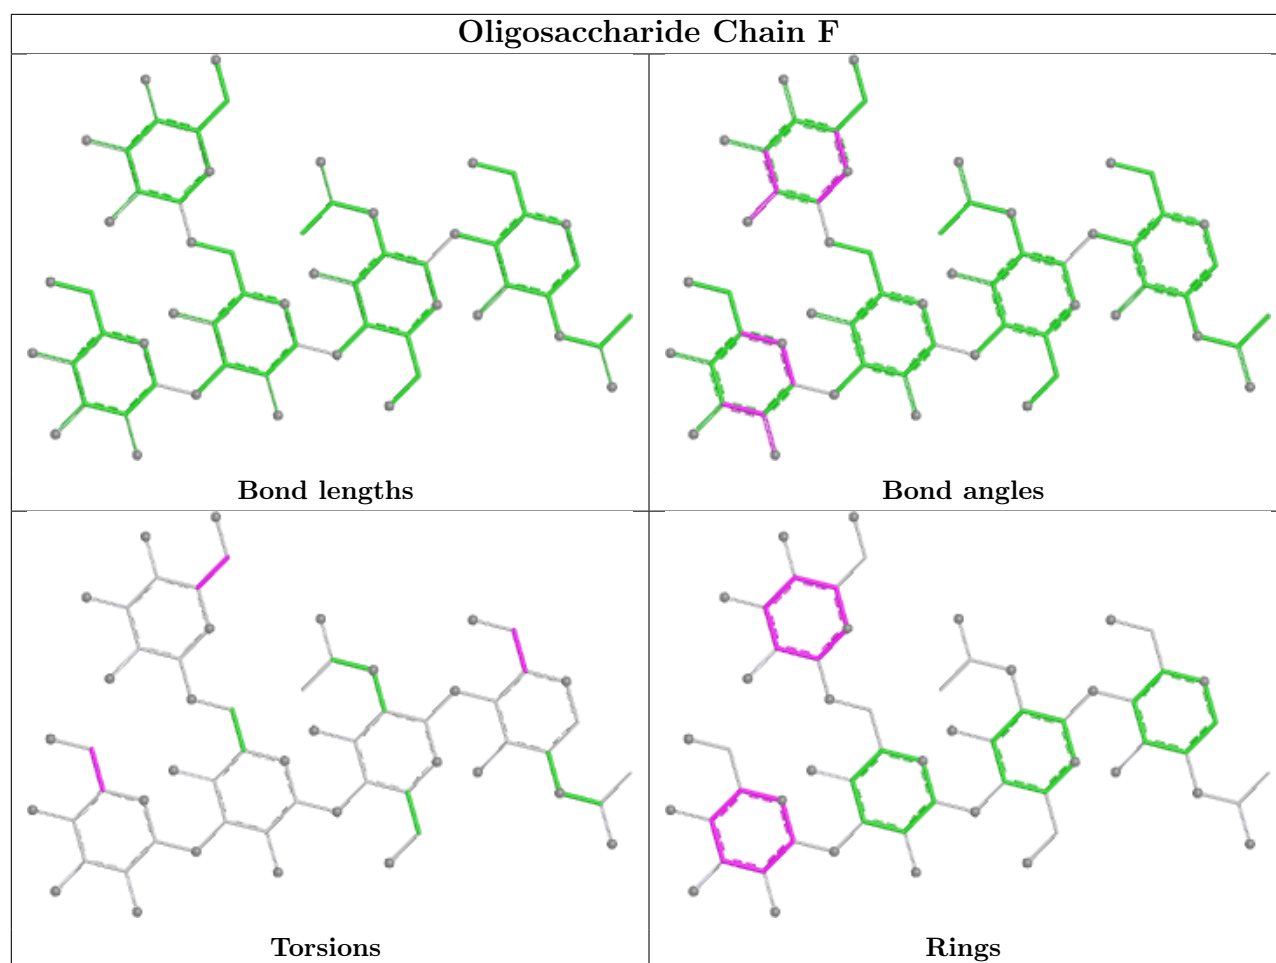 Oligosaccharide Chain F
Bond lengths
Bond angles
Torsions
Rings